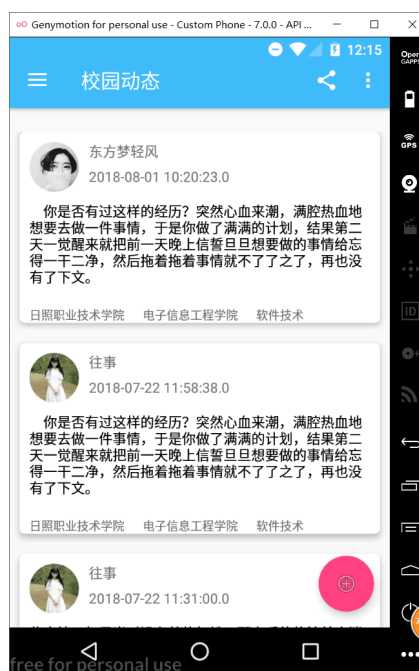 Genymotion for personal use - Custom Phone - 7.0.0 - API ...
12:15
校园动态
Open
GAPPS
GPS
ID
东方梦轻风
2018-08-01 10:20:23.0
你是否有过这样的经历？突然心血来潮，满腔热血地
想要去做一件事情，于是你做了满满的计划，结果第二
天一觉醒来就把前一天晚上信誓旦旦想要做的事情给忘
得一干二净，然后拖着拖着事情就不了了之了，再也没
有了下文。
日照职业技术学院 电子信息工程学院 软件技术
往事
2018-07-22 11:58:38.0
你是否有过这样的经历？突然心血来潮，满腔热血地
想要去做一件事情，于是你做了满满的计划，结果第二
天一觉醒来就把前一天晚上信誓旦旦想要做的事情给忘
得一干二净，然后拖着拖着事情就不了了之了，再也没
有了下文。
日照职业技术学院 电子信息工程学院 软件技术
往事
2018-07-22 11:31:00.0
free for personal use